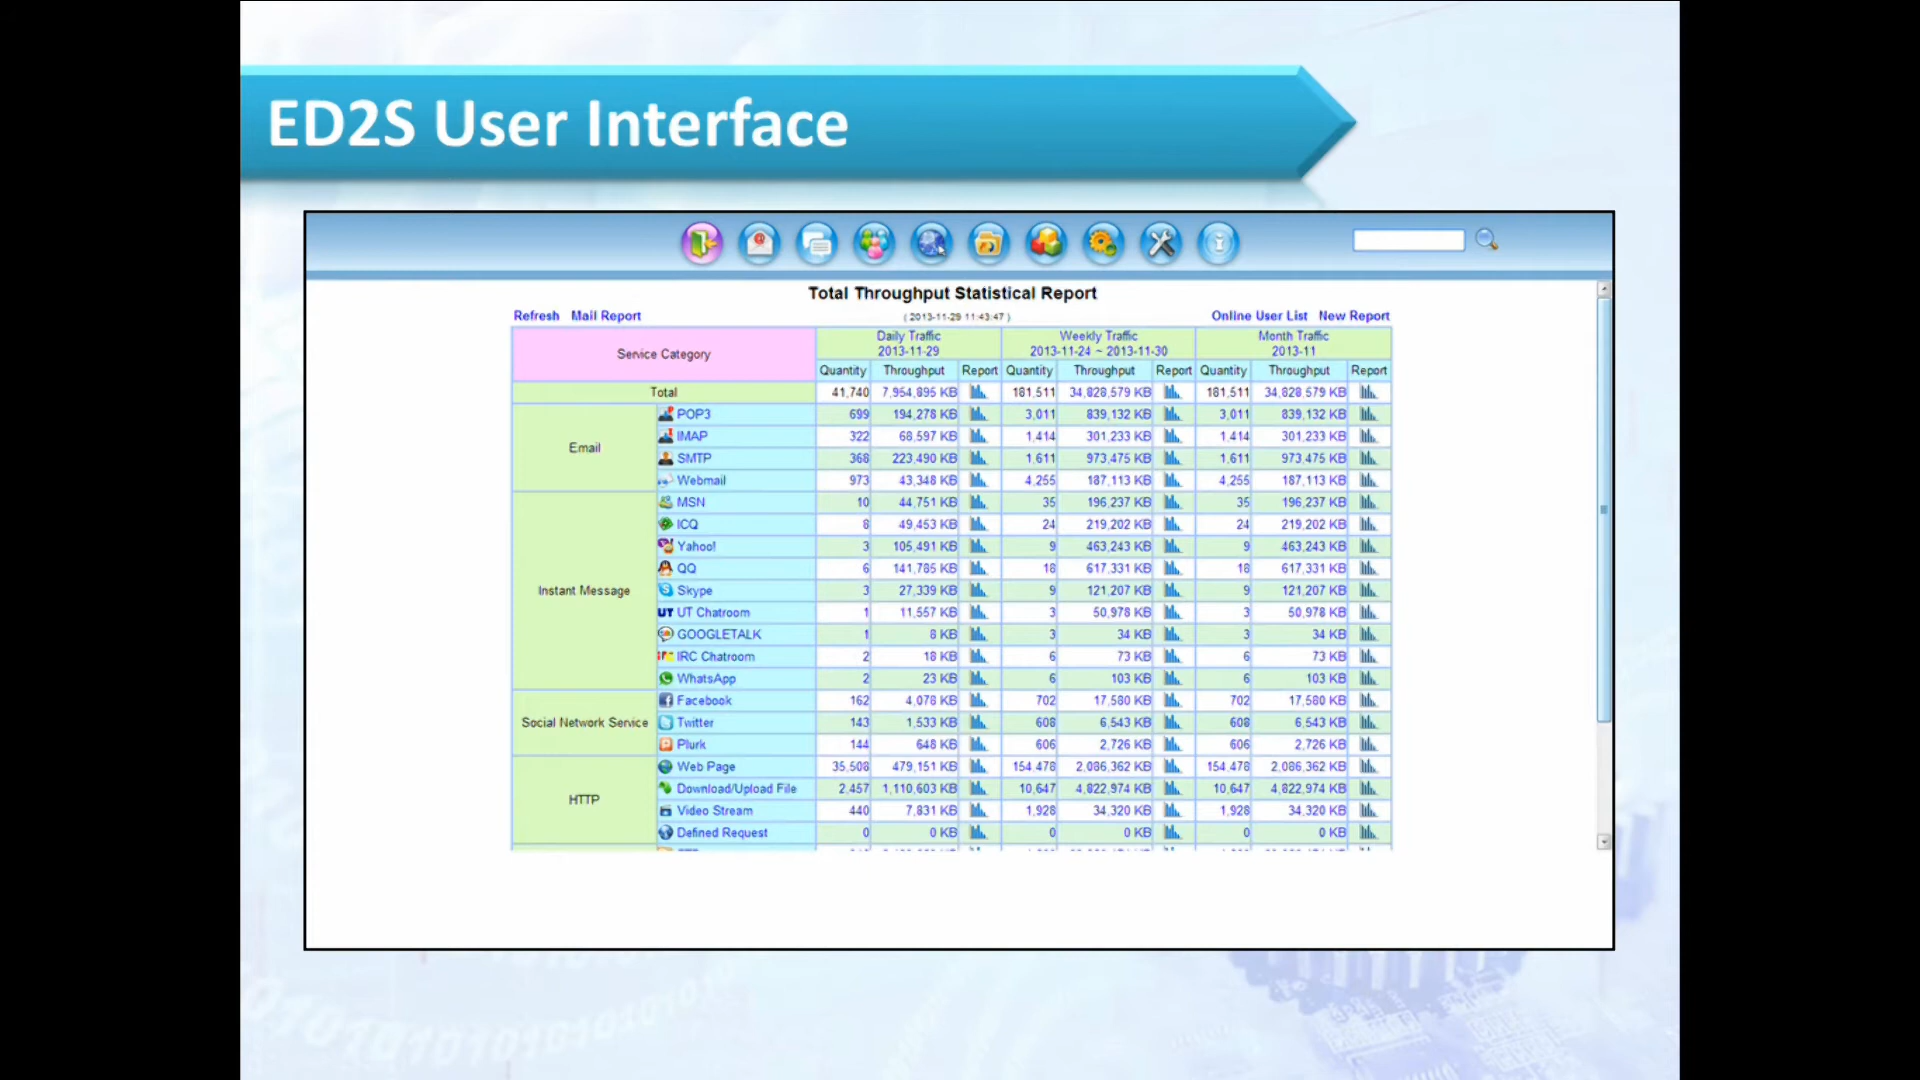 ED2S User Interface
Total Throughput Statistical Report
Refresh Mail Report (2013-11-29 11:43:47) Online User List New Report
Service Category Daily Traffic Weekly Traffic Month Traffic
2013-11-29 2013-11-24 ~ 2013-11-30 2013-11
Quantity Throughput Report Quantity Throughput Report Quantity Throughput Report
Total 41,740 7,954,895 KB 181,511 34,828,579 KB 181,511 34,828,579 KB
Email
POP3 699 194,278 KB 3,011 839,132 KB 3,011 839,132 KB
IMAP 322 68,597 KB 1,414 301,233 KB 1,414 301,233 KB
SMTP 368 223,490 KB 1,611 973,475 KB 1,611 973,475 KB
Webmail 973 43,348 KB 4,255 187,113 KB 4,255 187,113 KB
Instant Message
MSN 10 44,751 KB 35 196,237 KB 35 196,237 KB
ICQ 8 49,453 KB 24 219,202 KB 24 219,202 KB
Yahoo! 3 105,491 KB 9 463,243 KB 9 463,243 KB
QQ 6 141,785 KB 18 617,331 KB 18 617,331 KB
Skype 3 27,339 KB 9 121,207 KB 9 121,207 KB
UT UT Chatroom 1 11,557 KB 3 50,978 KB 3 50,978 KB
GOOGLETALK 1 8 KB 3 34 KB 3 34 KB
IRC Chatroom 2 18 KB 6 73 KB 6 73 KB
WhatsApp 2 23 KB 6 103 KB 6 103 KB
Social Network Service
Facebook 162 4,078 KB 702 17,580 KB 702 17,580 KB
Twitter 143 1,533 KB 608 6,543 KB 608 6,543 KB
Plurk 144 648 KB 606 2,726 KB 606 2,726 KB
HTTP
Web Page 35,508 479,151 KB 154,478 2,086,362 KB 154,478 2,086,362 KB
Download/Upload File 2,457 1,110,603 KB 10,647 4,822,974 KB 10,647 4,822,974 KB
Video Stream 440 7,831 KB 1,928 34,320 KB 1,928 34,320 KB
Defined Request 0 0 KB 0 0 KB 0 0 KB